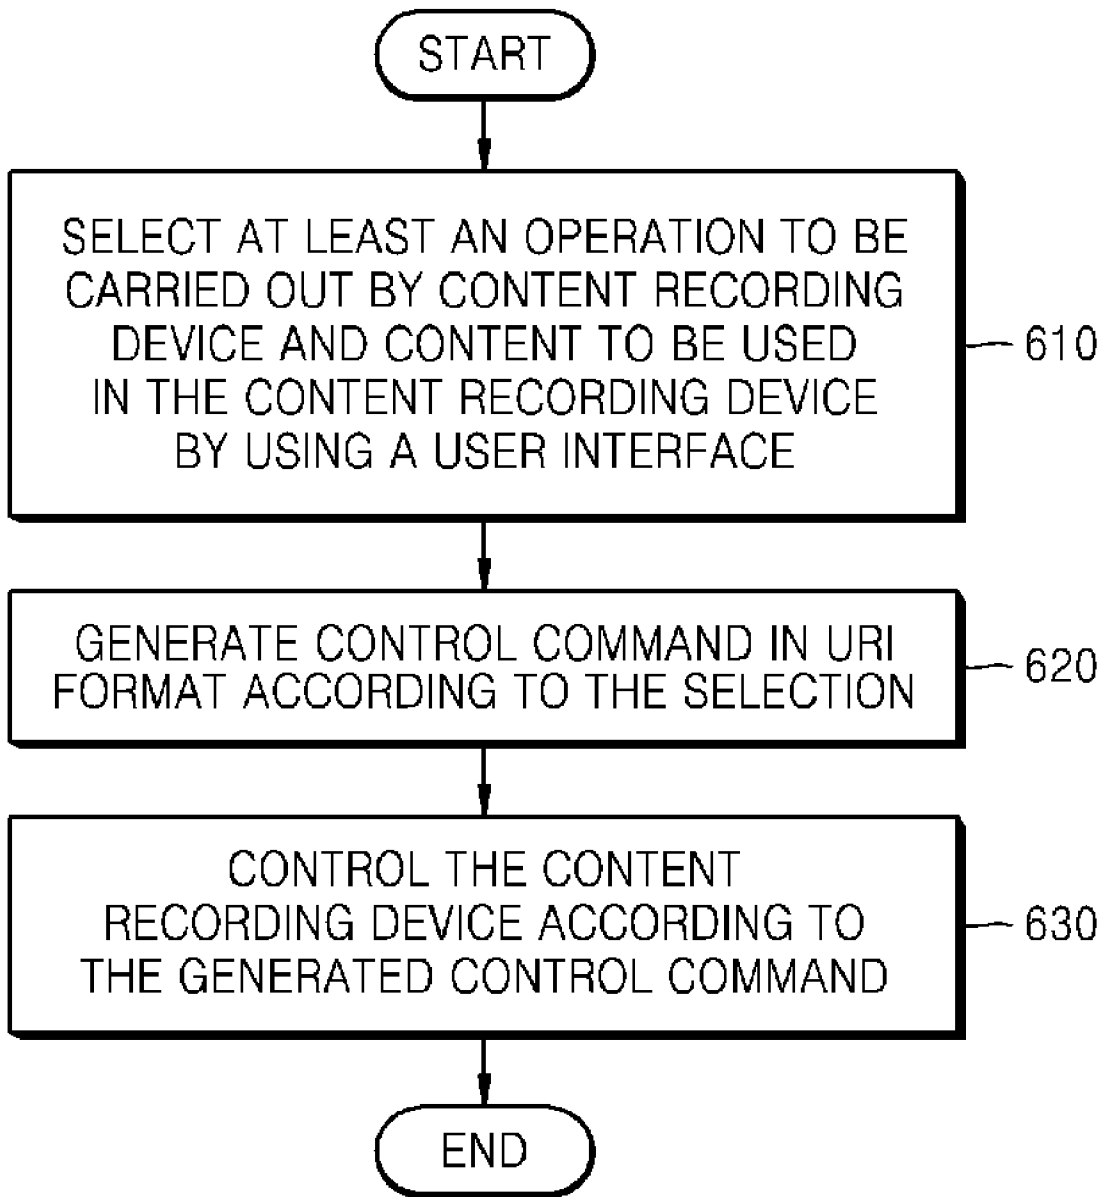 START
SELECT AT LEAST AN OPERATION TO BE
CARRIED OUT BY CONTENT RECORDING
DEVICE AND CONTENT TO BE USED
IN THE CONTENT RECORDING DEVICE
BY USING A USER INTERFACE
610
GENERATE CONTROL COMMAND IN URI
FORMAT ACCORDING TO THE SELECTION
620
CONTROL THE CONTENT
RECORDING DEVICE ACCORDING TO
THE GENERATED CONTROL COMMAND
630
END